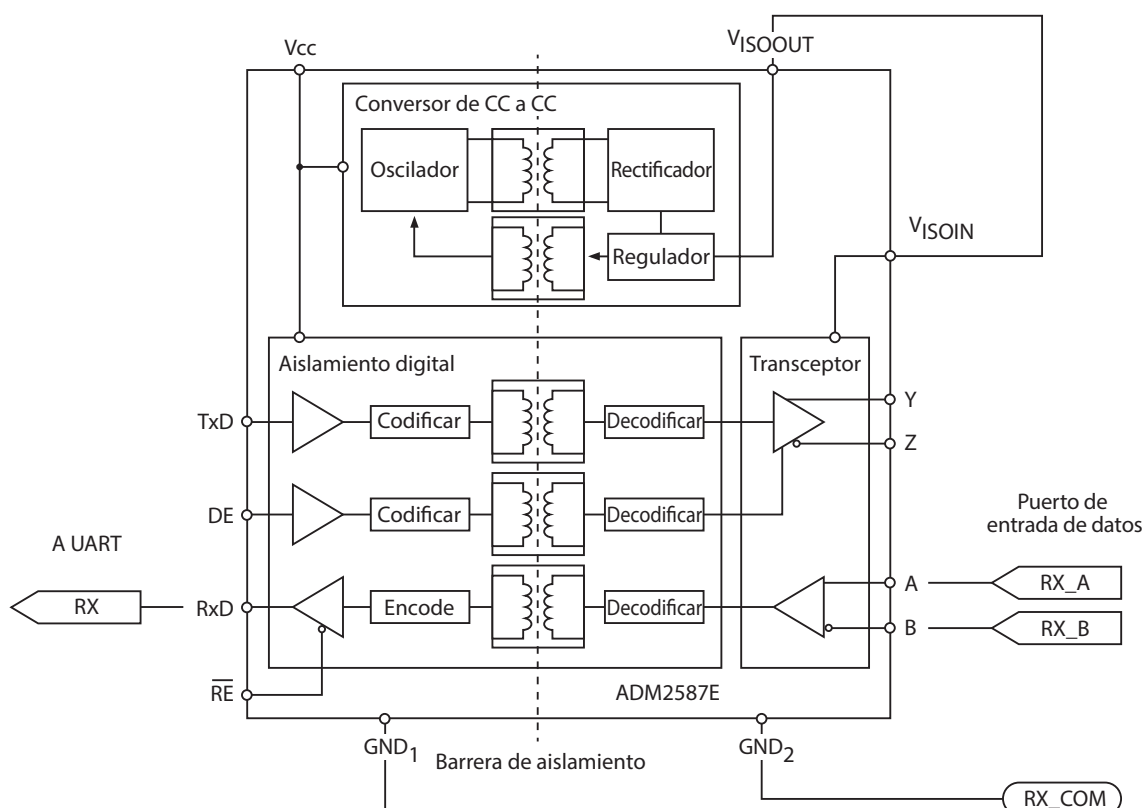 Vcc
VISOOUT
Conversor de CC a CC
Oscilador
Rectificador
Regulador
VISOIN
Aislamiento digital
Transceptor
TxD
Codificar
Decodificar
Y
Z
DE
Codificar
Decodificar
Puerto de
entrada de datos
A UART
RX
RxD
Encode
Decodificar
A
RX_A
B
RX_B
RE
ADM2587E
GND1
Barrera de aislamiento
GND2
RX_COM